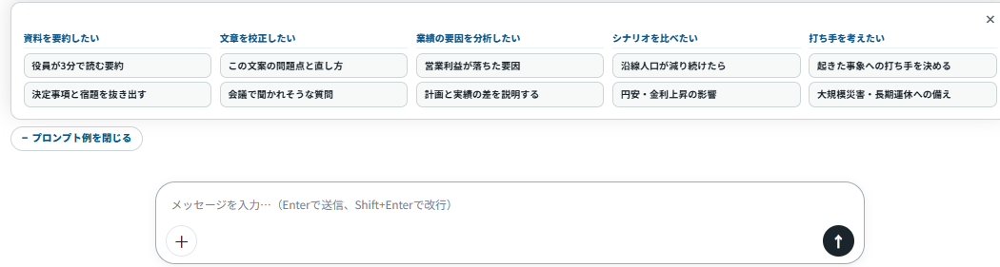 ×
資料を要約したい
役員が3分で読む要約
決定事項と宿題を抜き出す
文章を校正したい
この文案の問題点と直し方
会議で聞かれそうな質問
業績の要因を分析したい
営業利益が落ちた要因
計画と実績の差を説明する
シナリオを比べたい
沿線人口が減り続けたら
円安・金利上昇の影響
打ち手を考えたい
起きた事象への打ち手を決める
大規模災害・長期運休への備え
− プロンプト例を閉じる
メッセージを入力…（Enterで送信、Shift+Enterで改行）